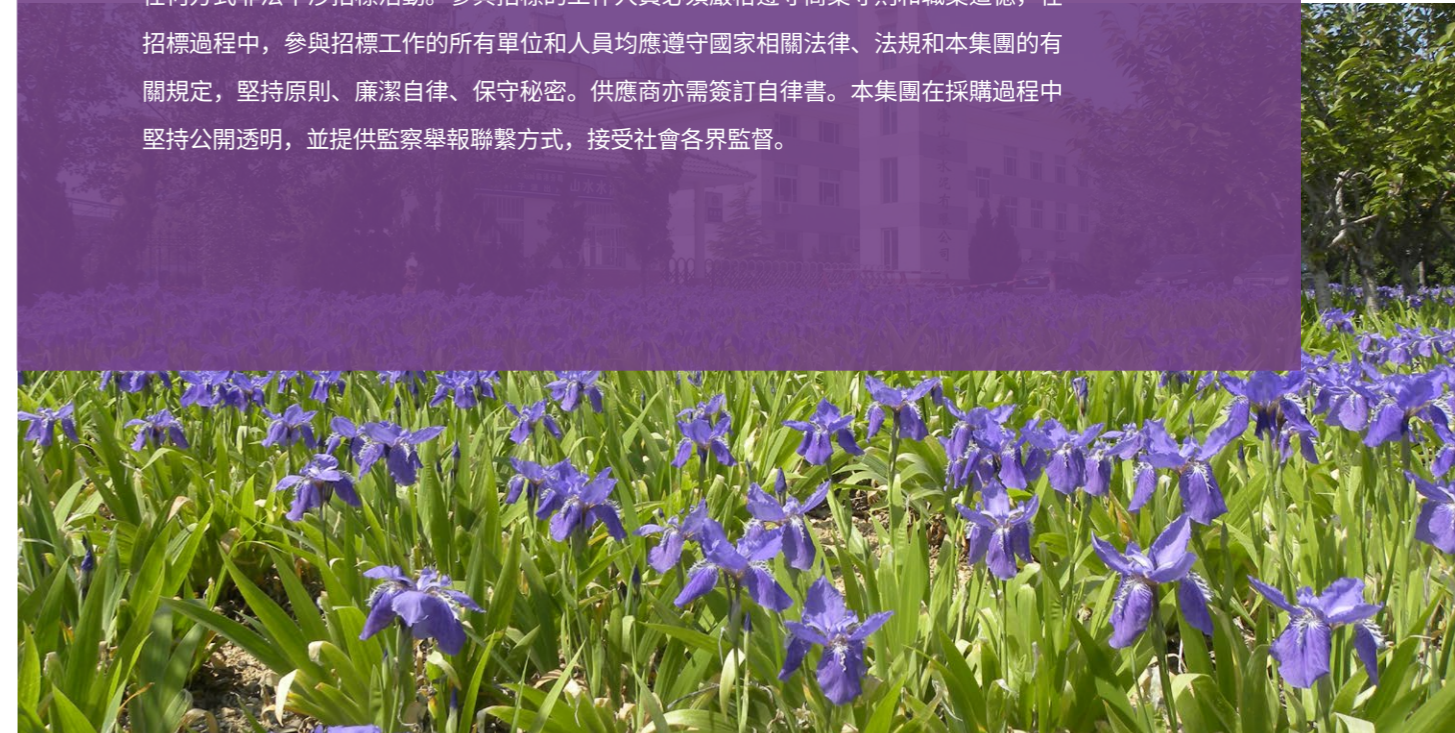 招標過程中，參與招標工作的所有單位和人員均應遵守國家相關法律、法規和本集團的有
關規定，堅持原則、廉潔自律、保守秘密。供應商亦需簽訂自律書。本集團在採購過程中
堅持公開透明，並提供監察舉報聯繫方式，接受社會各界監督。